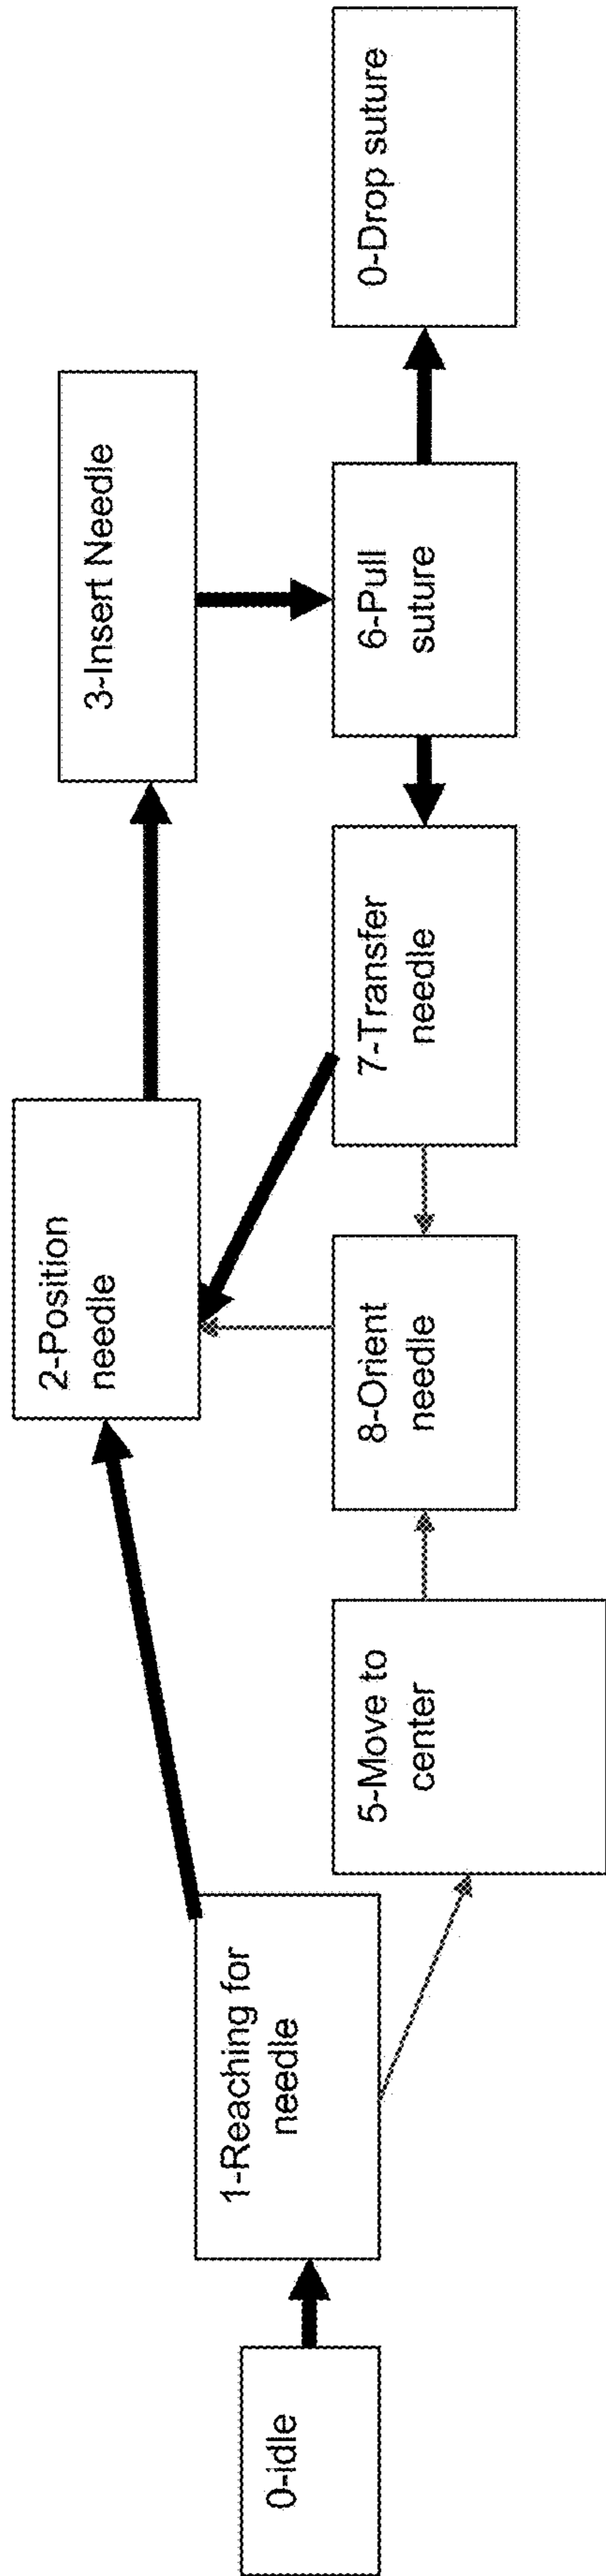 0-idle
1-Reaching for
needle
2-Position
needle
3-Insert Needle
5-Move to
center
8-Orient
needle
7-Transfer
needle
6-Pull
suture
0-Drop suture